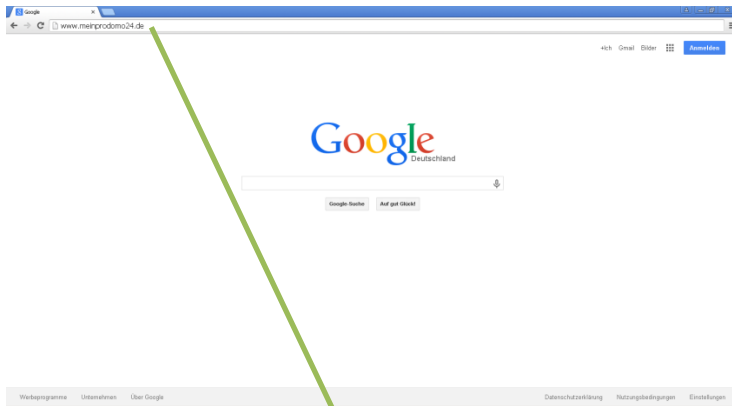 Google
www.meinprodomo24.de
+Ich Gmail Bilder Anmelden
Google
Deutschland
Google-Suche Auf gut Glück!
Werbeprogramme Unternehmen Über Google Datenschutzerklärung Nutzungsbedingungen Einstellungen